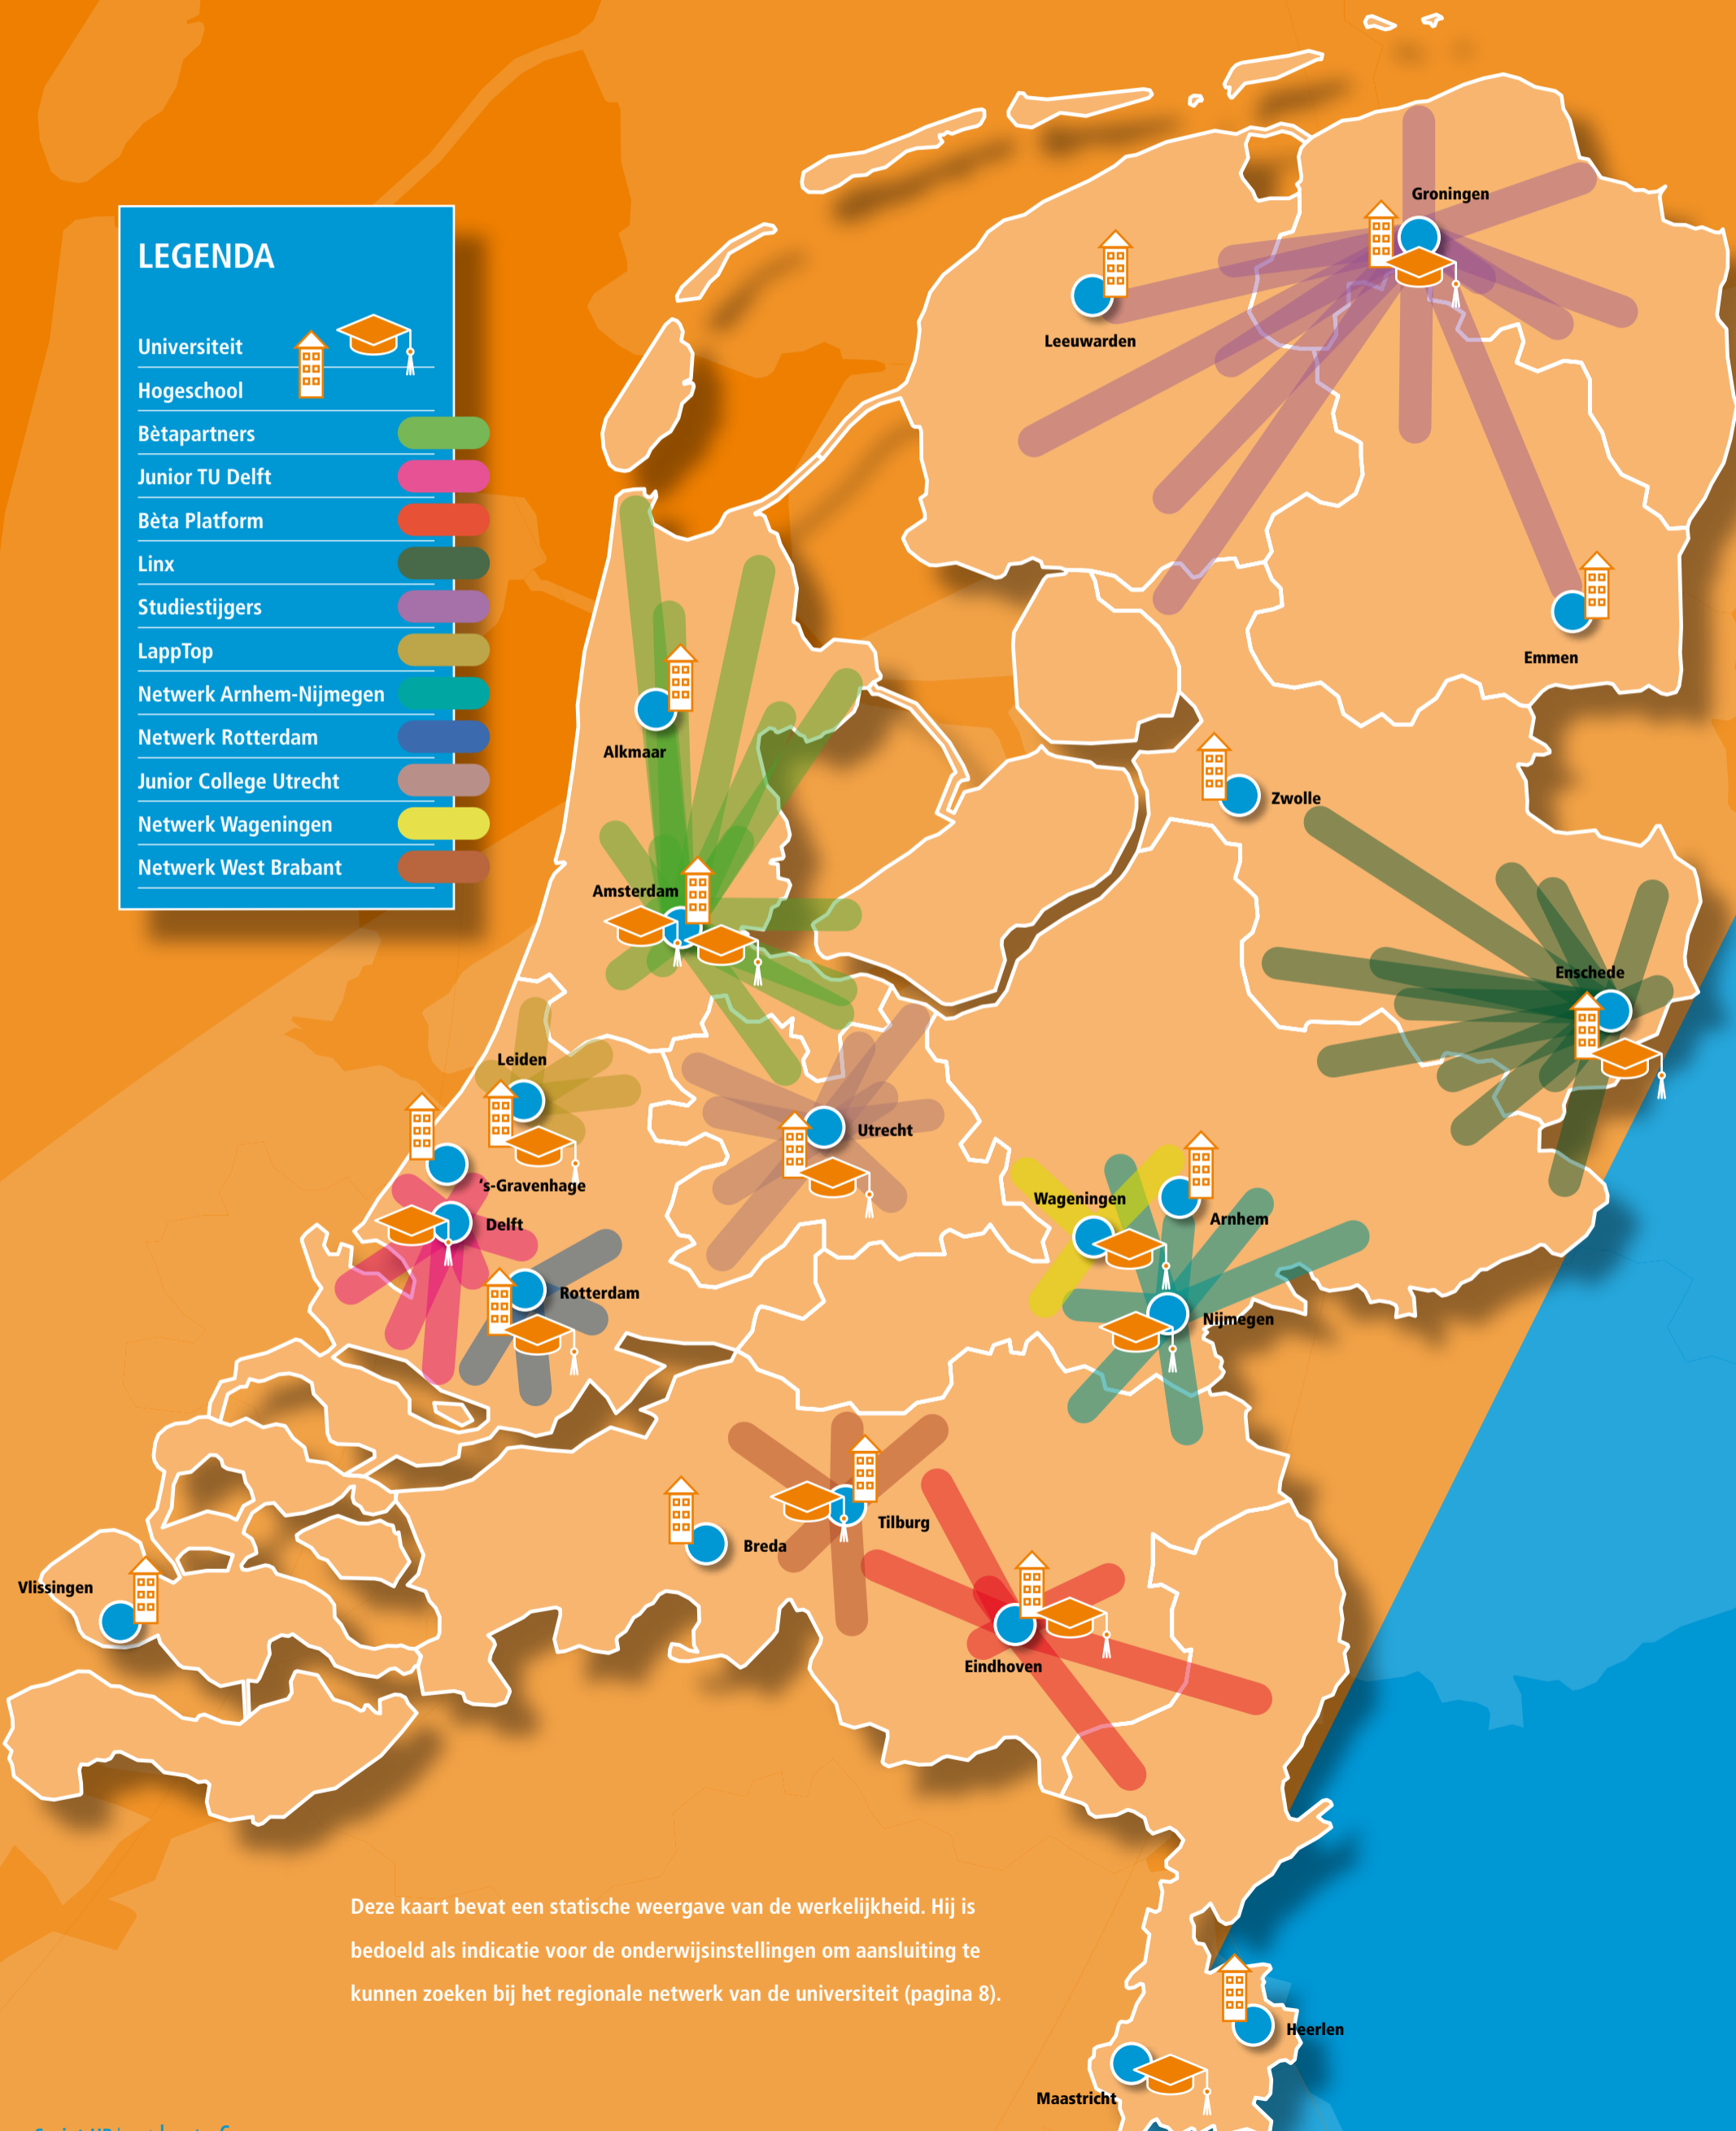 LEGENDA
Universiteit
Hogeschool
Bètapartners
Junior TU Delft
Bèta Platform
Linx
Studiestijgers
LappTop
Netwerk Arnhem-Nijmegen
Netwerk Rotterdam
Junior College Utrecht
Netwerk Wageningen
Netwerk West Brabant
Groningen
Leeuwarden
Emmen
Alkmaar
Zwolle
Amsterdam
Enschede
Leiden
Utrecht
's-Gravenhage
Wageningen
Arnhem
Delft
Rotterdam
Nijmegen
Tilburg
Breda
Vlissingen
Eindhoven
Deze kaart bevat een statische weergave van de werkelijkheid. Hij is
bedoeld als indicatie voor de onderwijsinstellingen om aansluiting te
kunnen zoeken bij het regionale netwerk van de universiteit (pagina 8).
Heerlen
Maastricht